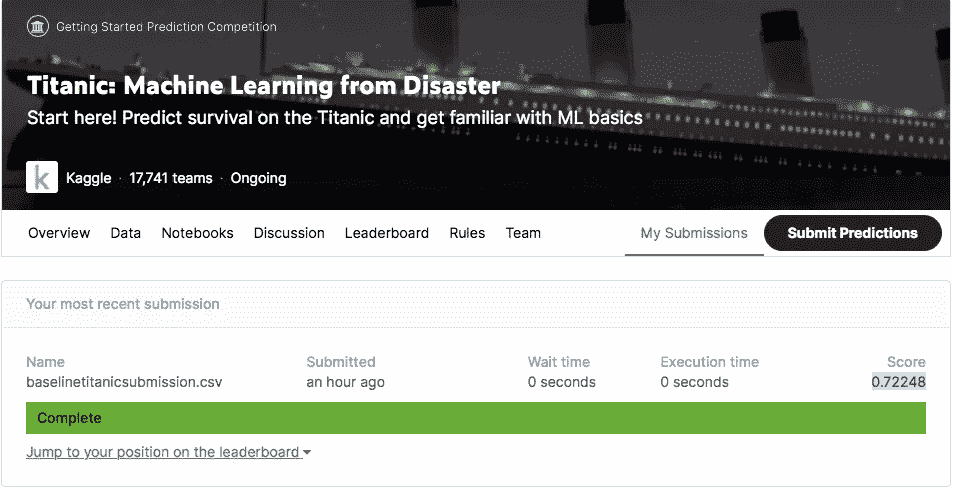 Getting Started Prediction Competition
Titanic: Machine Learning from Disaster
Start here! Predict survival on the Titanic and get familiar with ML basics
k Kaggle · 17,741 teams · Ongoing
Overview Data Notebooks Discussion Leaderboard Rules Team My Submissions Submit Predictions
Your most recent submission
Name Submitted Wait time Execution time Score
baselinetitanicsubmission.csv an hour ago 0 seconds 0 seconds 0.72248
Complete
Jump to your position on the leaderboard